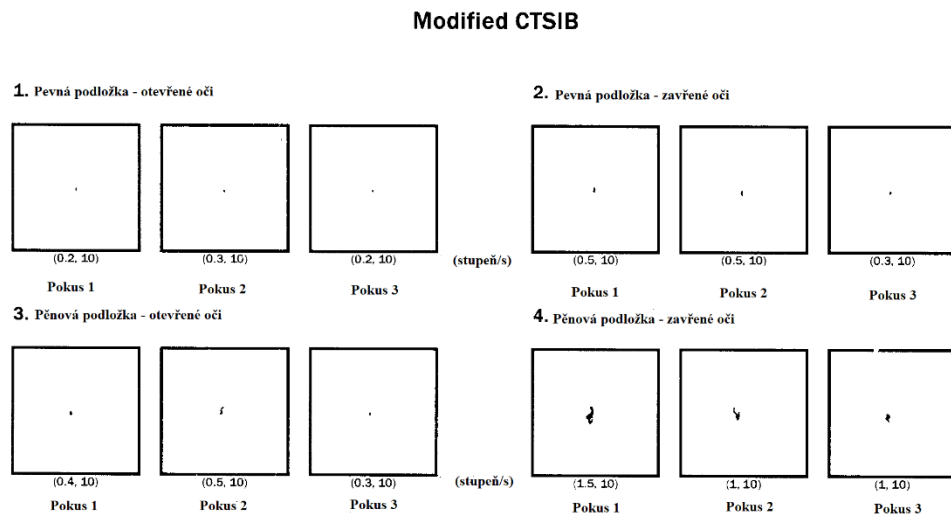 Modified CTSIB
1. Pevná podložka - otevřené oči
(0.2, 10) (0.3, 10) (0.2, 10) (stupeň/s)
Pokus 1 Pokus 2 Pokus 3
2. Pevná podložka - zavřené oči
(0.5, 10) (0.5, 10) (0.3, 10)
Pokus 1 Pokus 2 Pokus 3
3. Pěnová podložka - otevřené oči
(0.4, 10) (0.5, 10) (0.3, 10) (stupeň/s)
Pokus 1 Pokus 2 Pokus 3
4. Pěnová podložka - zavřené oči
(1.5, 10) (1, 10) (1, 10)
Pokus 1 Pokus 2 Pokus 3